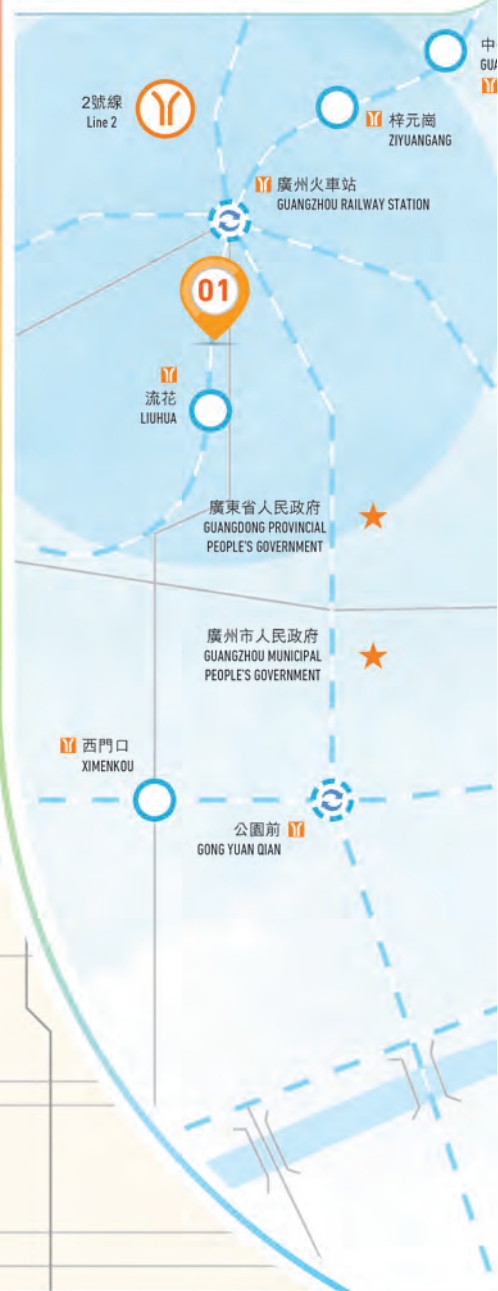 中
GUA
2號線
Line 2
梓元崗
ZIYUANGANG
廣州火車站
GUANGZHOU RAILWAY STATION
01
流花
LIUHUA
廣東省人民政府
GUANGDONG PROVINCIAL
PEOPLE'S GOVERNMENT
廣州市人民政府
GUANGZHOU MUNICIPAL
PEOPLE'S GOVERNMENT
西門口
XIMENKOU
公園前
GONG YUAN QIAN